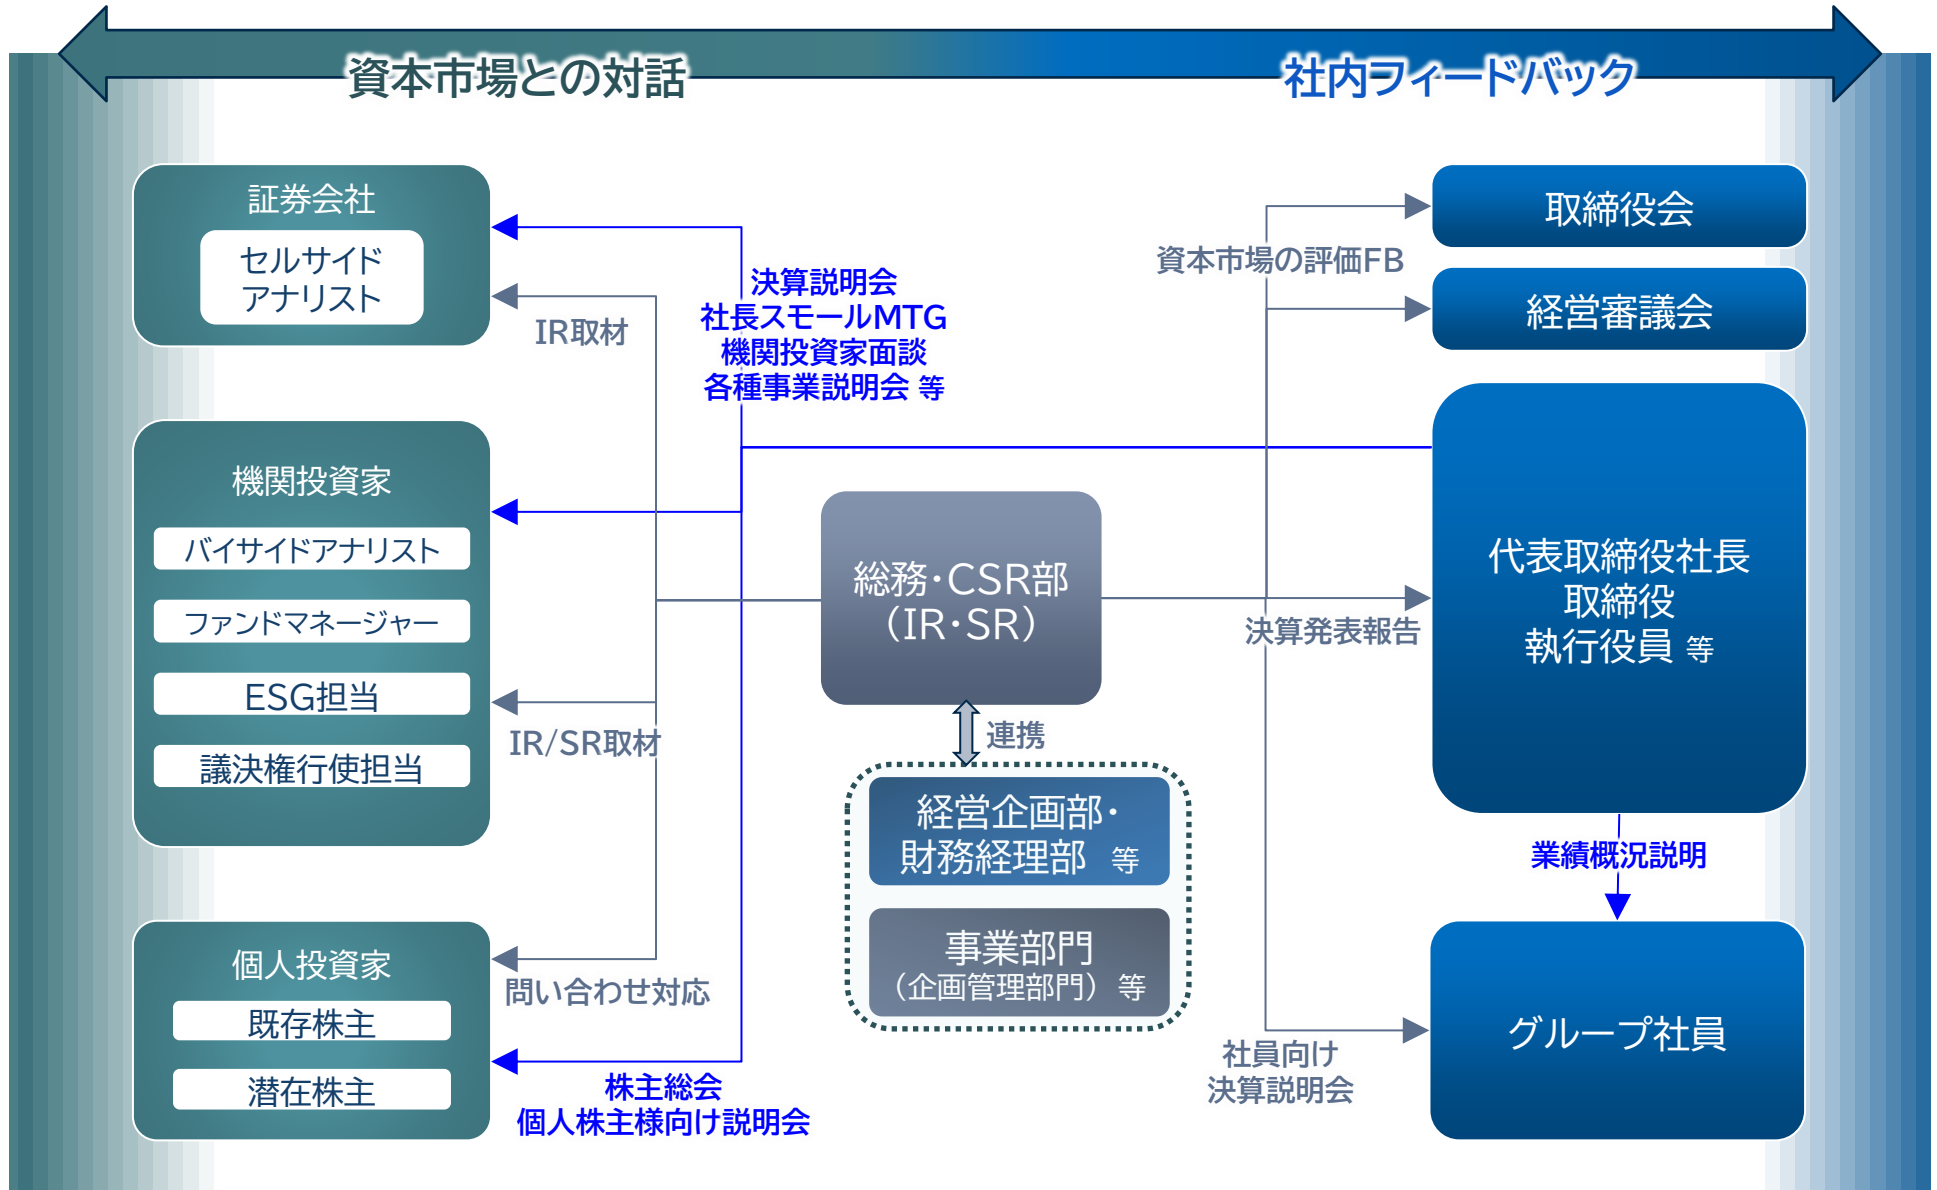 資本市場との対話
社内フィードバック
証券会社
セルサイド
アナリスト
IR取材
決算説明会
社長スモールMTG
機関投資家面談
各種事業説明会 等
資本市場の評価FB
取締役会
経営審議会
機関投資家
バイサイドアナリスト
ファンドマネージャー
ESG担当
議決権行使担当
IR/SR取材
総務・CSR部
（IR・SR）
連携
経営企画部・
財務経理部 等
事業部門
（企画管理部門） 等
決算発表報告
代表取締役社長
取締役
執行役員 等
業績概況説明
個人投資家
既存株主
潜在株主
問い合わせ対応
株主総会
個人株主様向け説明会
社員向け
決算説明会
グループ社員